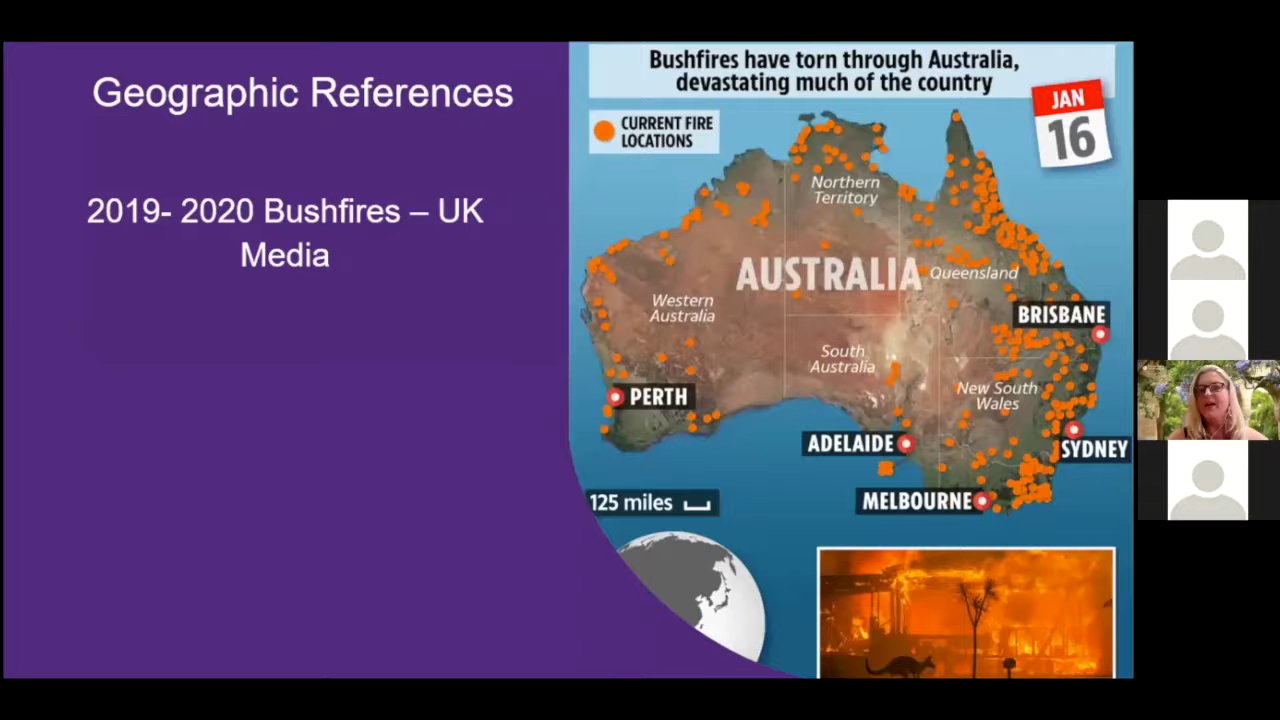 Geographic References
2019- 2020 Bushfires – UK
Media
Bushfires have torn through Australia,
devastating much of the country
JAN
16
CURRENT FIRE
LOCATIONS
Northern
Territory
AUSTRALIA
Queensland
Western
Australia
BRISBANE
South
Australia
New South
Wales
PERTH
ADELAIDE
SYDNEY
MELBOURNE
125 miles